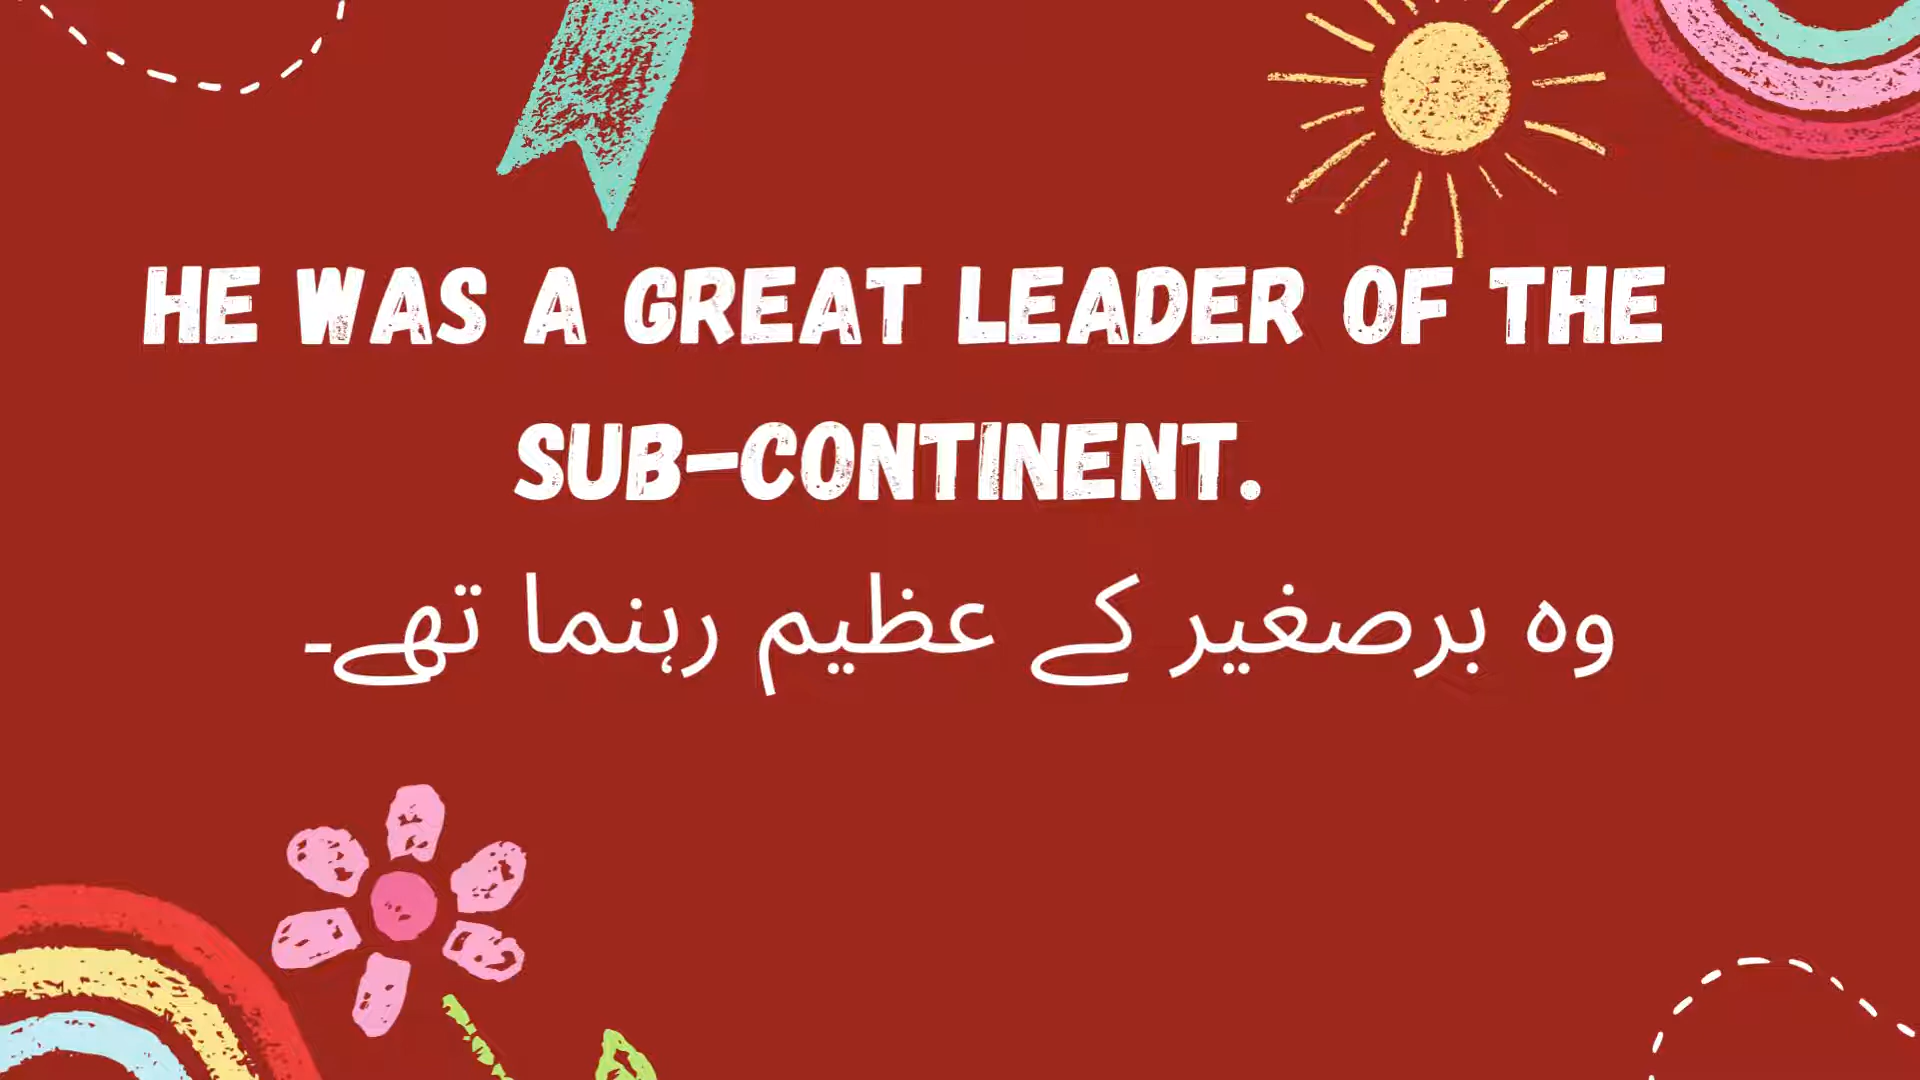 HE WAS A GREAT LEADER OF THE
SUB-CONTINENT.
وہ برصغیر کے عظیم رہنما تھے۔